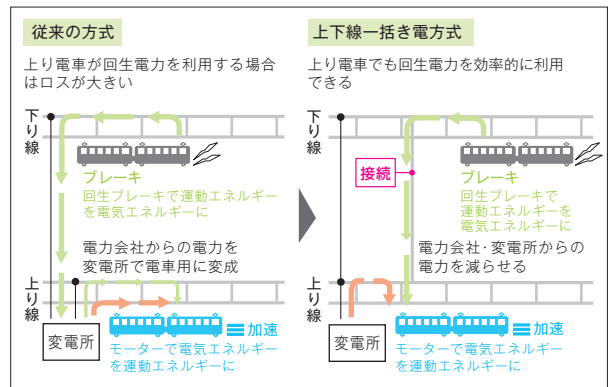 従来の方式
上り電車が回生電力を利用する場合
はロスが大きい
下り線
ブレーキ
回生ブレーキで運動エネルギー
を電気エネルギーに
電力会社からの電力を
変電所で電車用に変成
上り線
変電所
加速
モーターで電気エネルギー
を運動エネルギーに
上下線一括き電方式
上り電車でも回生電力を効率的に利用
できる
下り線
接続
ブレーキ
回生ブレーキで
運動エネルギーを
電気エネルギーに
電力会社・変電所からの
電力を減らせる
上り線
変電所
加速
モーターで電気エネルギー
を運動エネルギーに